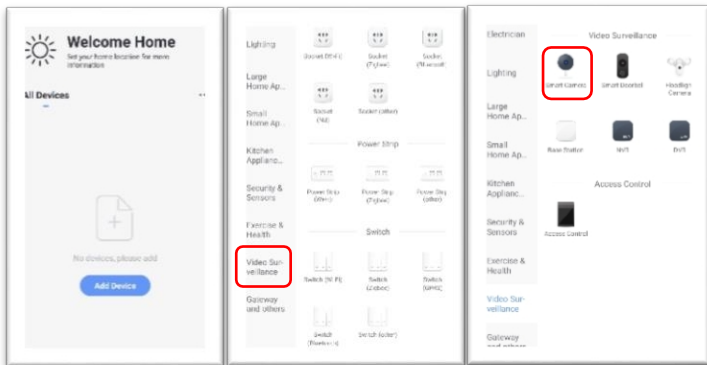 Welcome Home
Set your home location for more
information
All Devices
No devices, please add
Add Device
Lighting
Large
Home Ap...
Small
Home Ap...
Kitchen
Applianc...
Security &
Sensors
Exercise &
Health
Video Sur-
veillance
Gateway
and others
Socket (Wi-Fi)
Socket
(Zigbee)
Socket
(Bluetooth)
Socket
(NB)
Socket (other)
Power Strip
Power Strip
(Wi-Fi)
Power Strip
(Zigbee)
Power Strip
(other)
Switch
Switch (Wi-Fi)
Switch
(Zigbee)
Switch
(GPRS)
Switch
(Bluetooth)
Switch (other)
Electrician
Lighting
Large
Home Ap...
Small
Home Ap...
Kitchen
Applianc...
Security &
Sensors
Exercise &
Health
Video Sur-
veillance
Gateway
and others
Video Surveillance
Smart Camera
Smart Doorbell
Floodlight
Camera
Base Station
NVR
DVR
Access Control
Access Control